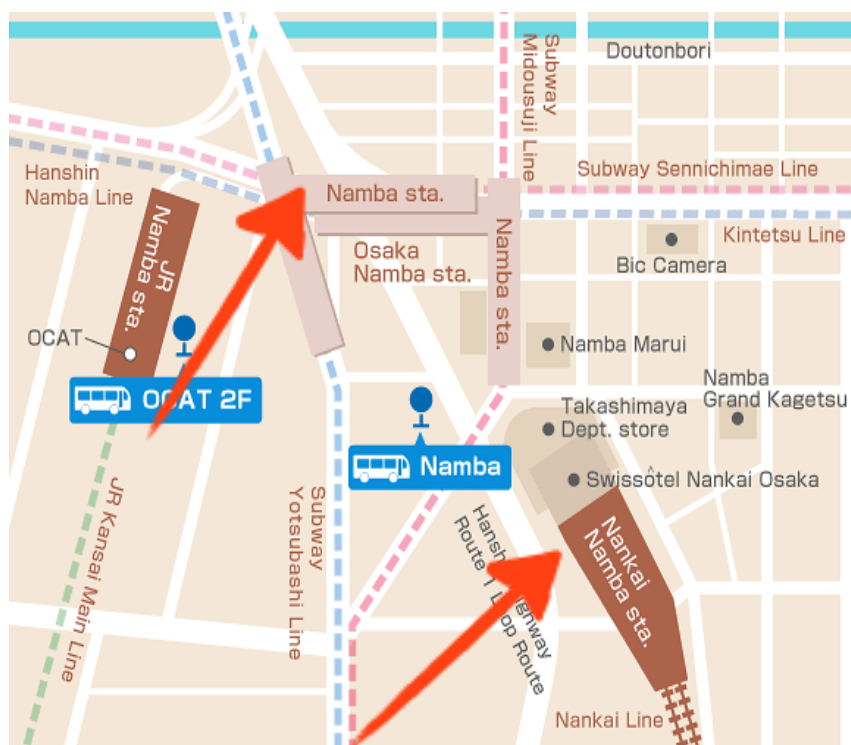 Doutonbori
Subway
Midousuji Line
Hanshin
Namba Line
Namba sta.
Subway Sennichimae Line
Kintetsu Line
JR
Namba sta.
Osaka
Namba sta.
Namba sta.
Bic Camera
OCAT
Namba Marui
OCAT 2F
Namba
Grand Kagetsu
Takashimaya
Dept. store
Namba
Swissôtel Nankai Osaka
JR Kansai Main Line
Subway
Yotsubashi Line
Route 1 Loop Route
Nankai
Namba sta.
Nankai Line